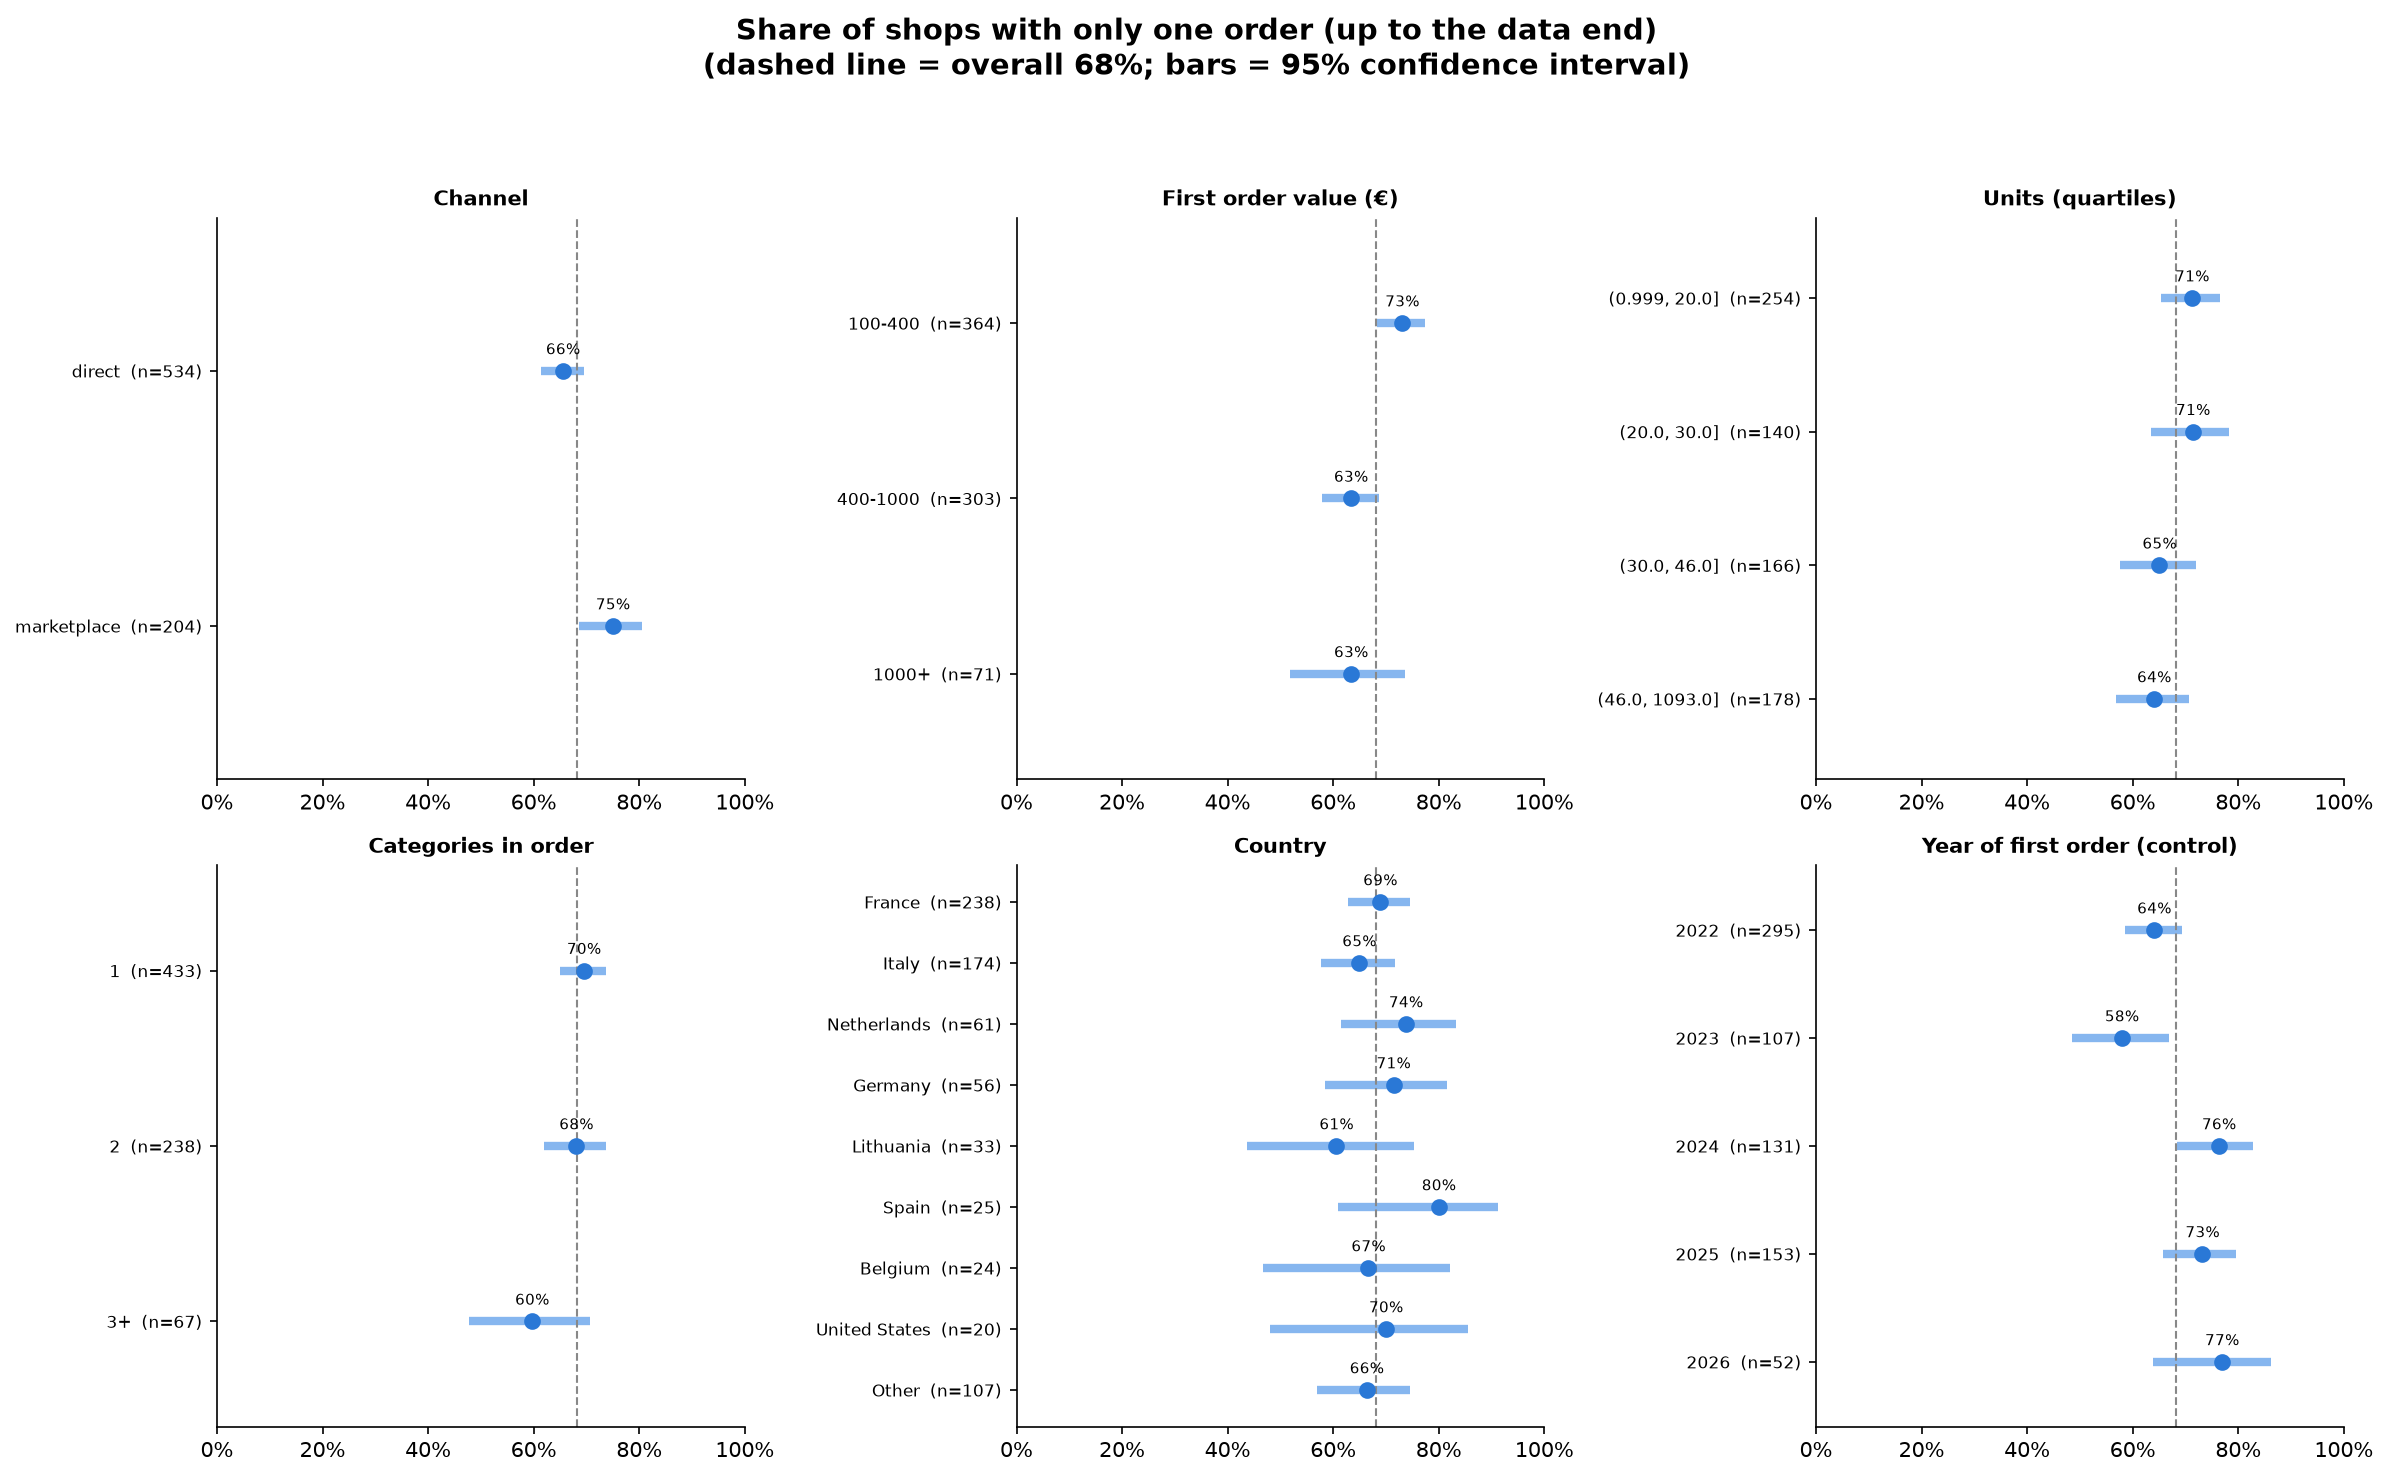 Share of shops with only one order (up to the data end)
(dashed line = overall 68%; bars = 95% confidence interval)
Channel
direct (n=534)
66%
marketplace (n=204)
75%
0% 20% 40% 60% 80% 100%
First order value (€)
100-400 (n=364)
73%
400-1000 (n=303)
63%
1000+ (n=71)
63%
0% 20% 40% 60% 80% 100%
Units (quartiles)
(0.999, 20.0] (n=254)
71%
(20.0, 30.0] (n=140)
71%
(30.0, 46.0] (n=166)
65%
(46.0, 1093.0] (n=178)
64%
0% 20% 40% 60% 80% 100%
Categories in order
1 (n=433)
70%
2 (n=238)
68%
3+ (n=67)
60%
0% 20% 40% 60% 80% 100%
Country
France (n=238)
69%
Italy (n=174)
65%
Netherlands (n=61)
74%
Germany (n=56)
71%
Lithuania (n=33)
61%
Spain (n=25)
80%
Belgium (n=24)
67%
United States (n=20)
70%
Other (n=107)
66%
0% 20% 40% 60% 80% 100%
Year of first order (control)
2022 (n=295)
64%
2023 (n=107)
58%
2024 (n=131)
76%
2025 (n=153)
73%
2026 (n=52)
77%
0% 20% 40% 60% 80% 100%